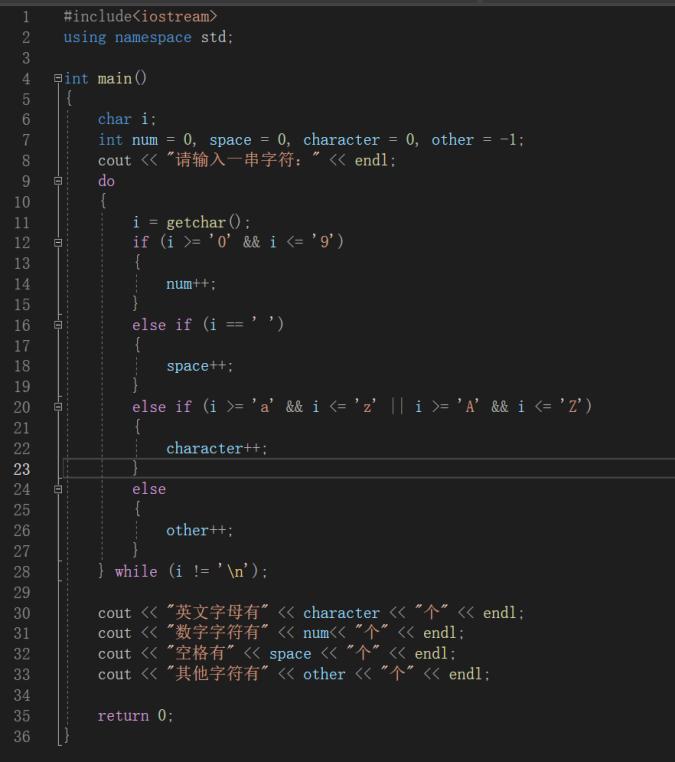 1 #include<iostream>
2 using namespace std;
3
4 int main()
5 {
6 char i;
7 int num = 0, space = 0, character = 0, other = -1;
8 cout << "请输入一串字符：" << endl;
9 do
10 {
11 i = getchar();
12 if (i >= '0' && i <= '9')
13 {
14 num++;
15 }
16 else if (i == ' ')
17 {
18 space++;
19 }
20 else if (i >= 'a' && i <= 'z' || i >= 'A' && i <= 'Z')
21 {
22 character++;
23 }
24 else
25 {
26 other++;
27 }
28 } while (i != '\n');
29
30 cout << "英文字母有" << character << "个" << endl;
31 cout << "数字字符有" << num<< "个" << endl;
32 cout << "空格有" << space << "个" << endl;
33 cout << "其他字符有" << other << "个" << endl;
34
35 return 0;
36 }